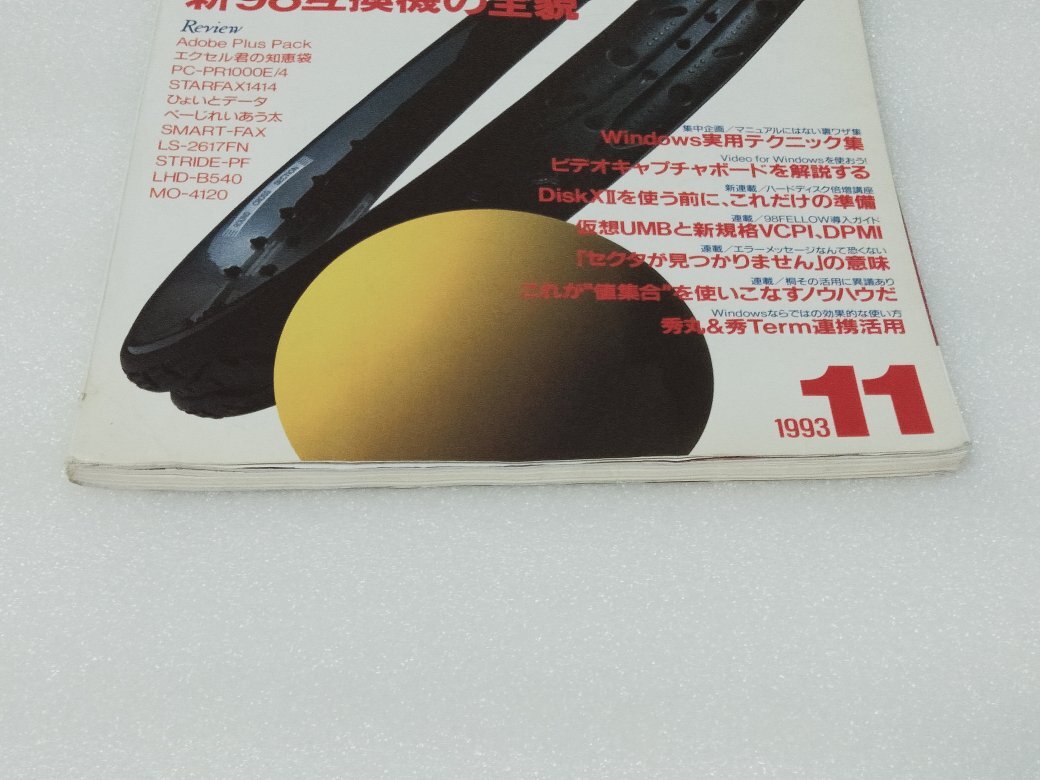 新98互換機の全貌
Review
Adobe Plus Pack
エクセル君の知恵袋
PC-PR1000E/4
STARFAX1414
ひょいとデータ
ぺーじれいあう太
SMART-FAX
LS-2617FN
STRIDE-PF
LHD-B540
MO-4120
集中企画/マニュアルにはない裏ワザ集
Windows実用テクニック集
Video for Windowsを使おう!
ビデオキャプチャボードを解説する
新連載/ハードディスク倍増講座
DiskXⅡを使う前に、これだけの準備
連載/98FELLOW導入ガイド
仮想UMBと新規格VCPI、DPMI
連載/エラーメッセージなんて恐くない
「セクタが見つかりません」の意味
連載/桐その活用に異議あり
これが“値集合”を使いこなすノウハウだ
Windowsならではの効果的な使い方
秀丸&秀Term連携活用
1993 11